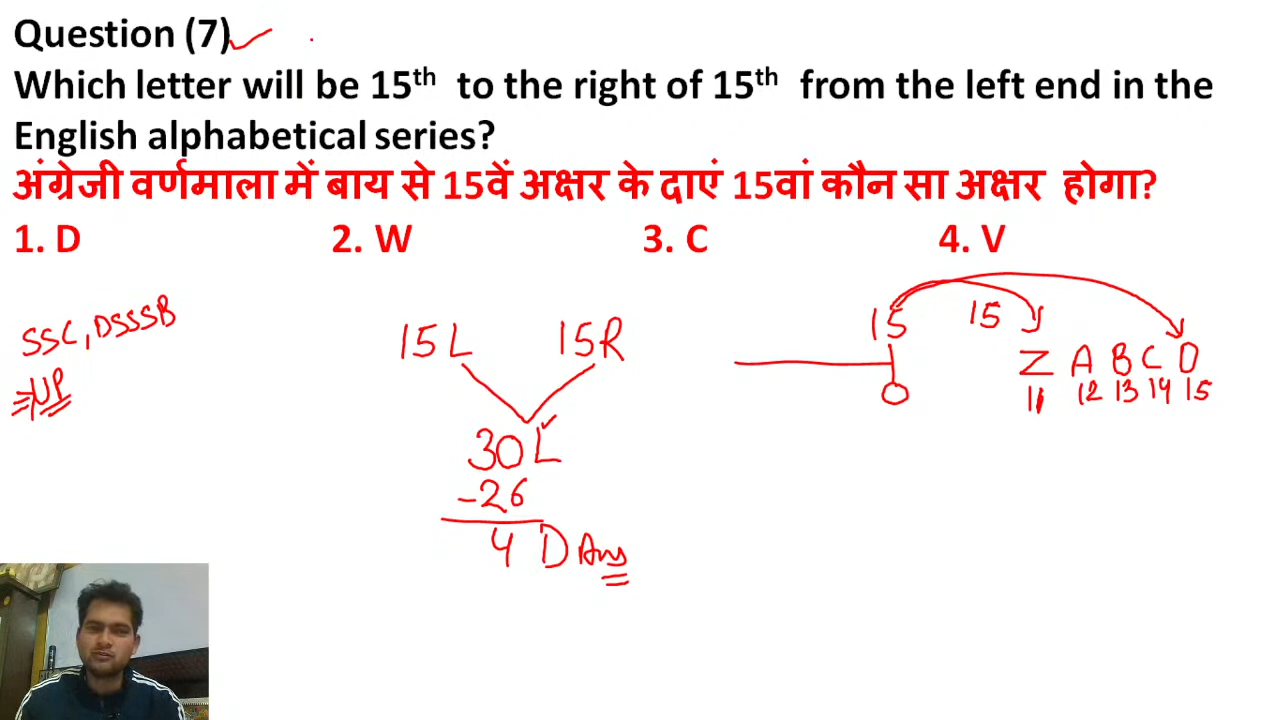 Question (7)
Which letter will be 15th to the right of 15th from the left end in the
English alphabetical series?
अंग्रेजी वर्णमाला में बाय से 15वें अक्षर के दाएं 15वां कौन सा अक्षर होगा?
1. D 2. W 3. C 4. V
SSC, DSSSB
UP
15L 15R
30L
-26
4 D Ans
15 15
Z A B C D
O 11 12 13 14 15